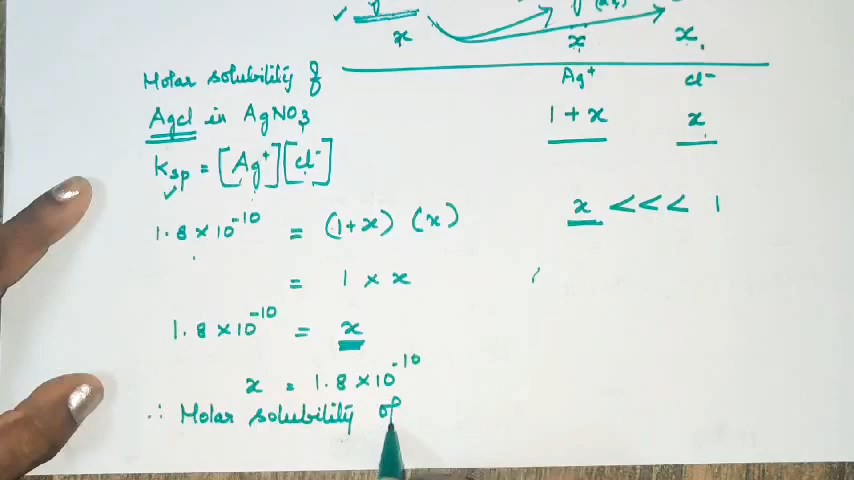 x x x
Molar solubility of Ag⁺ Cl⁻
AgCl in AgNO₃ 1 + x x
Ksp = [Ag⁺][Cl⁻]
x <<< 1
1.8 × 10⁻¹⁰ = (1+x) (x)
= 1 × x
1.8 × 10⁻¹⁰ = x
x = 1.8 × 10⁻¹⁰
∴ Molar solubility of